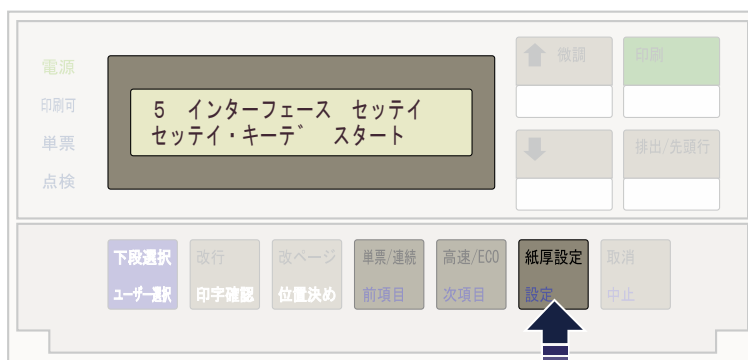 電源
印刷可
単票
点検
5 インターフェース セッテイ
セッテイ・キーデ゛ スタート
微調
印刷
排出/先頭行
下段選択
ユーザー選択
改行
印字確認
改ページ
位置決め
単票/連続
前項目
高速/ECO
次項目
紙厚設定
設定
取消
中止